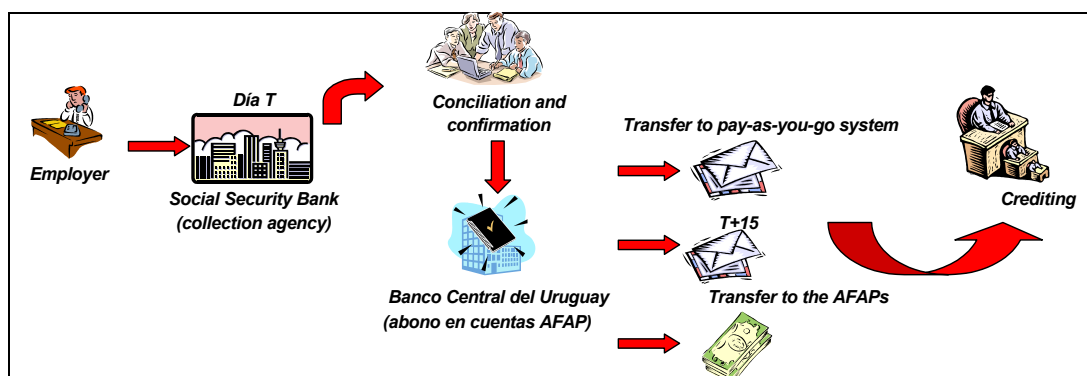 Employer
Día T
Social Security Bank
(collection agency)
Conciliation and
confirmation
Banco Central del Uruguay
(abono en cuentas AFAP)
Transfer to pay-as-you-go system
T+15
Transfer to the AFAPs
Crediting